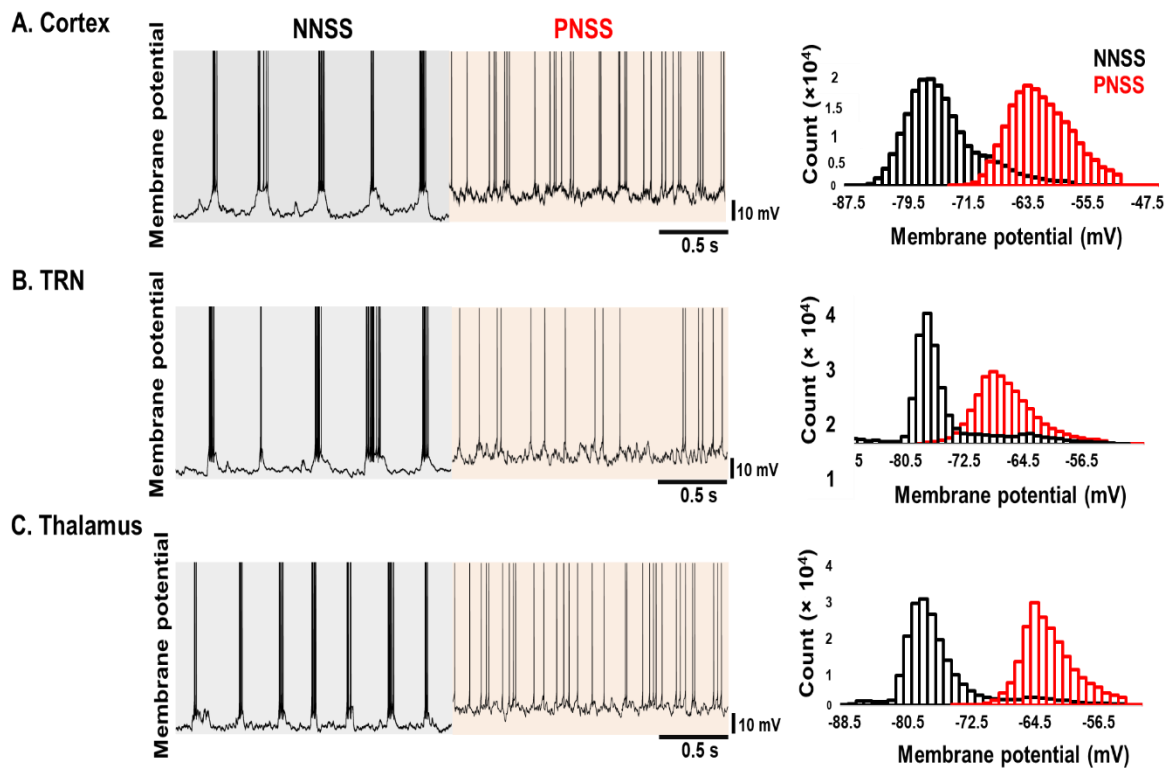 A. Cortex
NNSS
PNSS
Membrane potential
10 mV
0.5 s
NNSS
PNSS
Count (×10⁴)
2
1.5
1
0.5
0
-87.5 -79.5 -71.5 -63.5 -55.5 -47.5
Membrane potential (mV)
B. TRN
Membrane potential
10 mV
0.5 s
Count (× 10⁴)
4
3
2
1
5 -80.5 -72.5 -64.5 -56.5
Membrane potential (mV)
C. Thalamus
Membrane potential
10 mV
0.5 s
Count (× 10⁴)
4
3
2
1
0
-88.5 -80.5 -72.5 -64.5 -56.5
Membrane potential (mV)